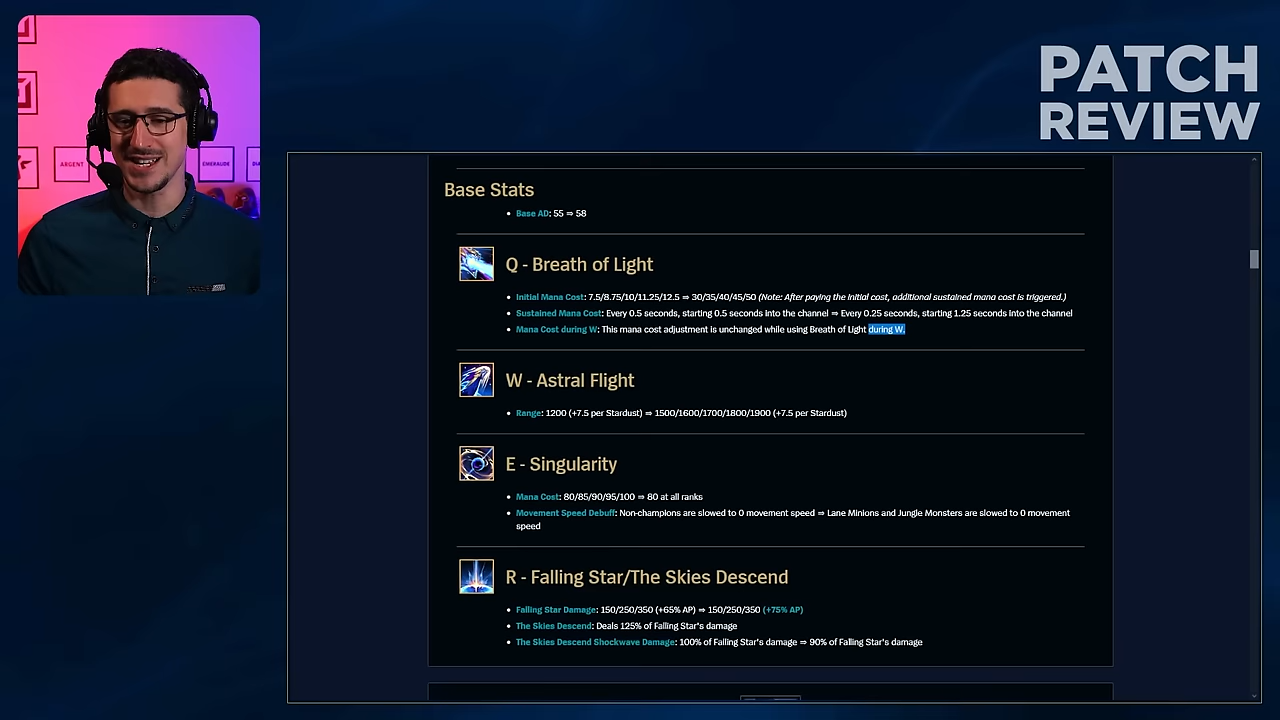 PATCH
REVIEW
ARGENT
EMERAUDE
Base Stats
• Base AD: 55 ⇒ 58
Q - Breath of Light
• Initial Mana Cost: 7.5/8.75/10/11.25/12.5 ⇒ 30/35/40/45/50 (Note: After paying the initial cost, additional sustained mana cost is triggered.)
• Sustained Mana Cost: Every 0.5 seconds, starting 0.5 seconds into the channel ⇒ Every 0.25 seconds, starting 1.25 seconds into the channel
• Mana Cost during W: This mana cost adjustment is unchanged while using Breath of Light during W.
W - Astral Flight
• Range: 1200 (+7.5 per Stardust) ⇒ 1500/1600/1700/1800/1900 (+7.5 per Stardust)
E - Singularity
• Mana Cost: 80/85/90/95/100 ⇒ 80 at all ranks
• Movement Speed Debuff: Non-champions are slowed to 0 movement speed ⇒ Lane Minions and Jungle Monsters are slowed to 0 movement
speed
R - Falling Star/The Skies Descend
• Falling Star Damage: 150/250/350 (+65% AP) ⇒ 150/250/350 (+75% AP)
• The Skies Descend: Deals 125% of Falling Star's damage
• The Skies Descend Shockwave Damage: 100% of Falling Star's damage ⇒ 90% of Falling Star's damage